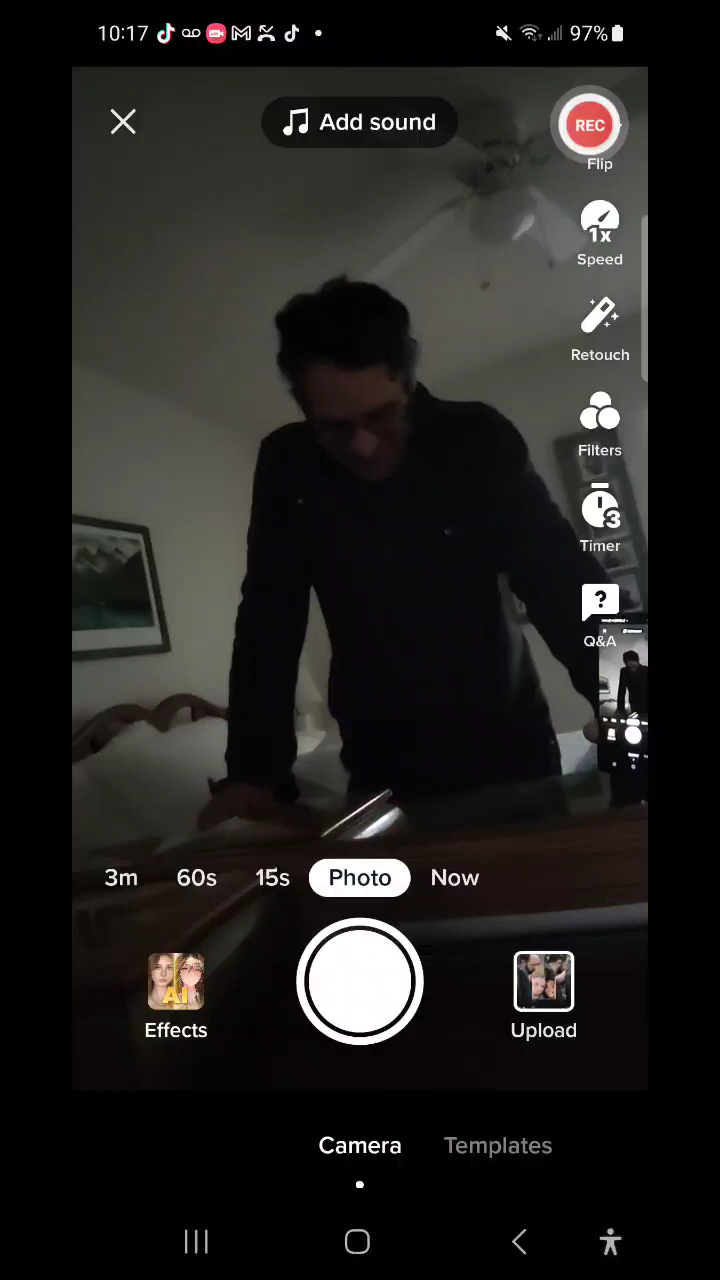 10:17 97%
Add sound
REC
Flip
1x
Speed
Retouch
Filters
3
Timer
?
Q&A
3m 60s 15s Photo Now
AI
Effects Upload
Camera Templates